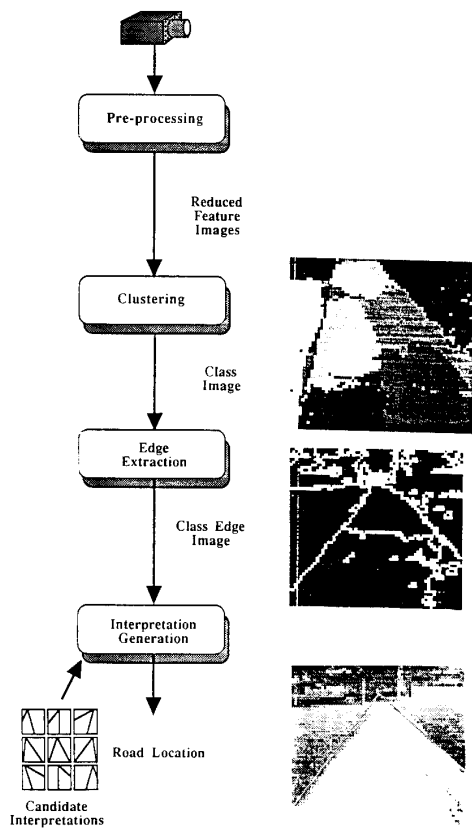 Pre-processing
Reduced
Feature
Images
Clustering
Class
Image
Edge
Extraction
Class Edge
Image
Interpretation
Generation
Road Location
Candidate
Interpretations